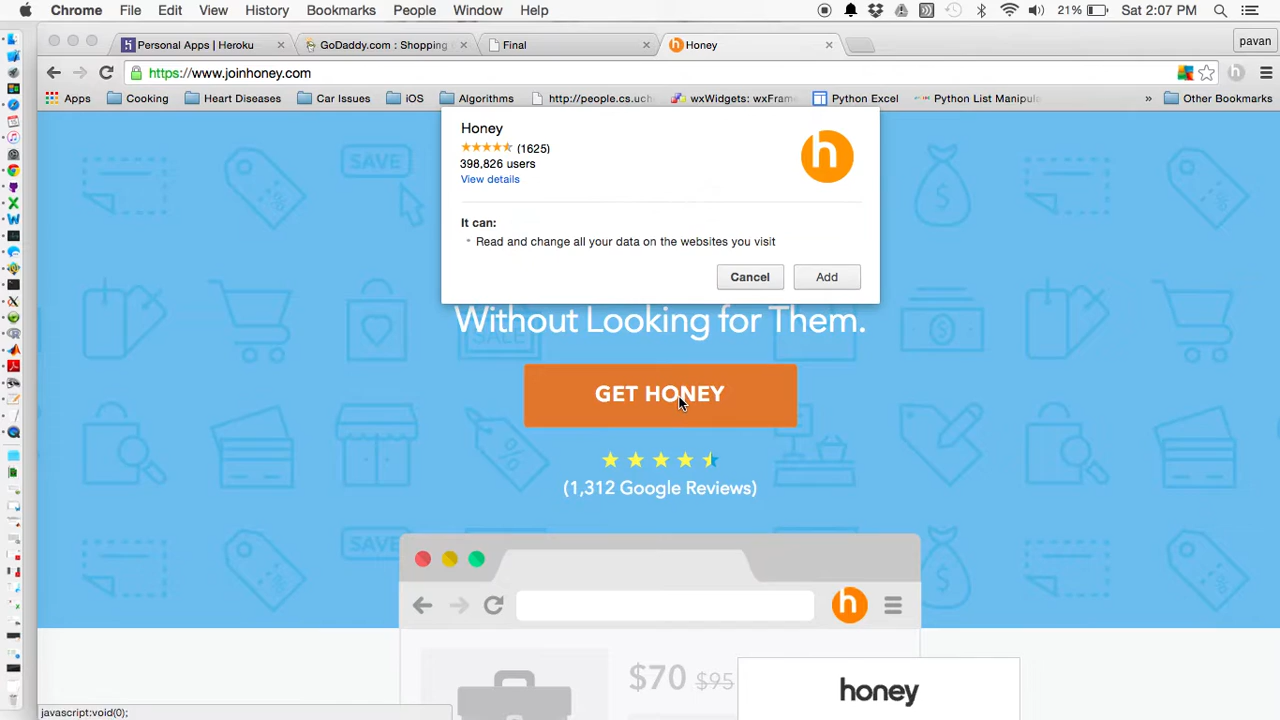 Chrome File Edit View History Bookmarks People Window Help 21% Sat 2:07 PM
Personal Apps | Heroku GoDaddy.com : Shopping Final Honey pavan
https://www.joinhoney.com
Apps Cooking Heart Diseases Car Issues iOS Algorithms http://people.cs.uch wxWidgets: wxFram Python Excel Python List Manipula » Other Bookmarks
Honey
(1625)
398,826 users
View details
h
It can:
Read and change all your data on the websites you visit
Cancel Add
SAVE
Without Looking for Them.
SALE
GET HONEY
(1,312 Google Reviews)
SAVE
h
$70 $95
honey
javascript:void(0);